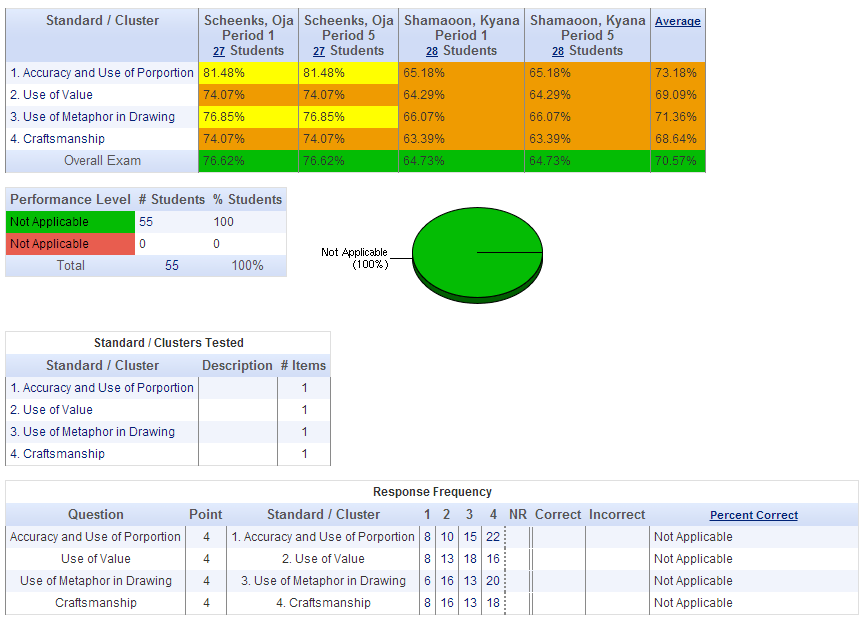 Standard / Cluster Scheenks, Oja Period 1 27 Students Scheenks, Oja Period 5 27 Students Shamaoon, Kyana Period 1 28 Students Shamaoon, Kyana Period 5 28 Students Average
1. Accuracy and Use of Porportion 81.48% 81.48% 65.18% 65.18% 73.18%
2. Use of Value 74.07% 74.07% 64.29% 64.29% 69.09%
3. Use of Metaphor in Drawing 76.85% 76.85% 66.07% 66.07% 71.36%
4. Craftsmanship 74.07% 74.07% 63.39% 63.39% 68.64%
Overall Exam 76.62% 76.62% 64.73% 64.73% 70.57%
Performance Level # Students % Students
Not Applicable 55 100
Not Applicable 0 0
Total 55 100%
Not Applicable
(100%)
Standard / Clusters Tested
Standard / Cluster Description # Items
1. Accuracy and Use of Porportion 1
2. Use of Value 1
3. Use of Metaphor in Drawing 1
4. Craftsmanship 1
Response Frequency
Question Point Standard / Cluster 1 2 3 4 NR Correct Incorrect Percent Correct
Accuracy and Use of Porportion 4 1. Accuracy and Use of Porportion 8 10 15 22 Not Applicable
Use of Value 4 2. Use of Value 8 13 18 16 Not Applicable
Use of Metaphor in Drawing 4 3. Use of Metaphor in Drawing 6 16 13 20 Not Applicable
Craftsmanship 4 4. Craftsmanship 8 16 13 18 Not Applicable